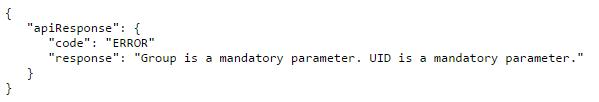 {
"apiResponse": {
"code": "ERROR"
"response": "Group is a mandatory parameter. UID is a mandatory parameter."
}
}